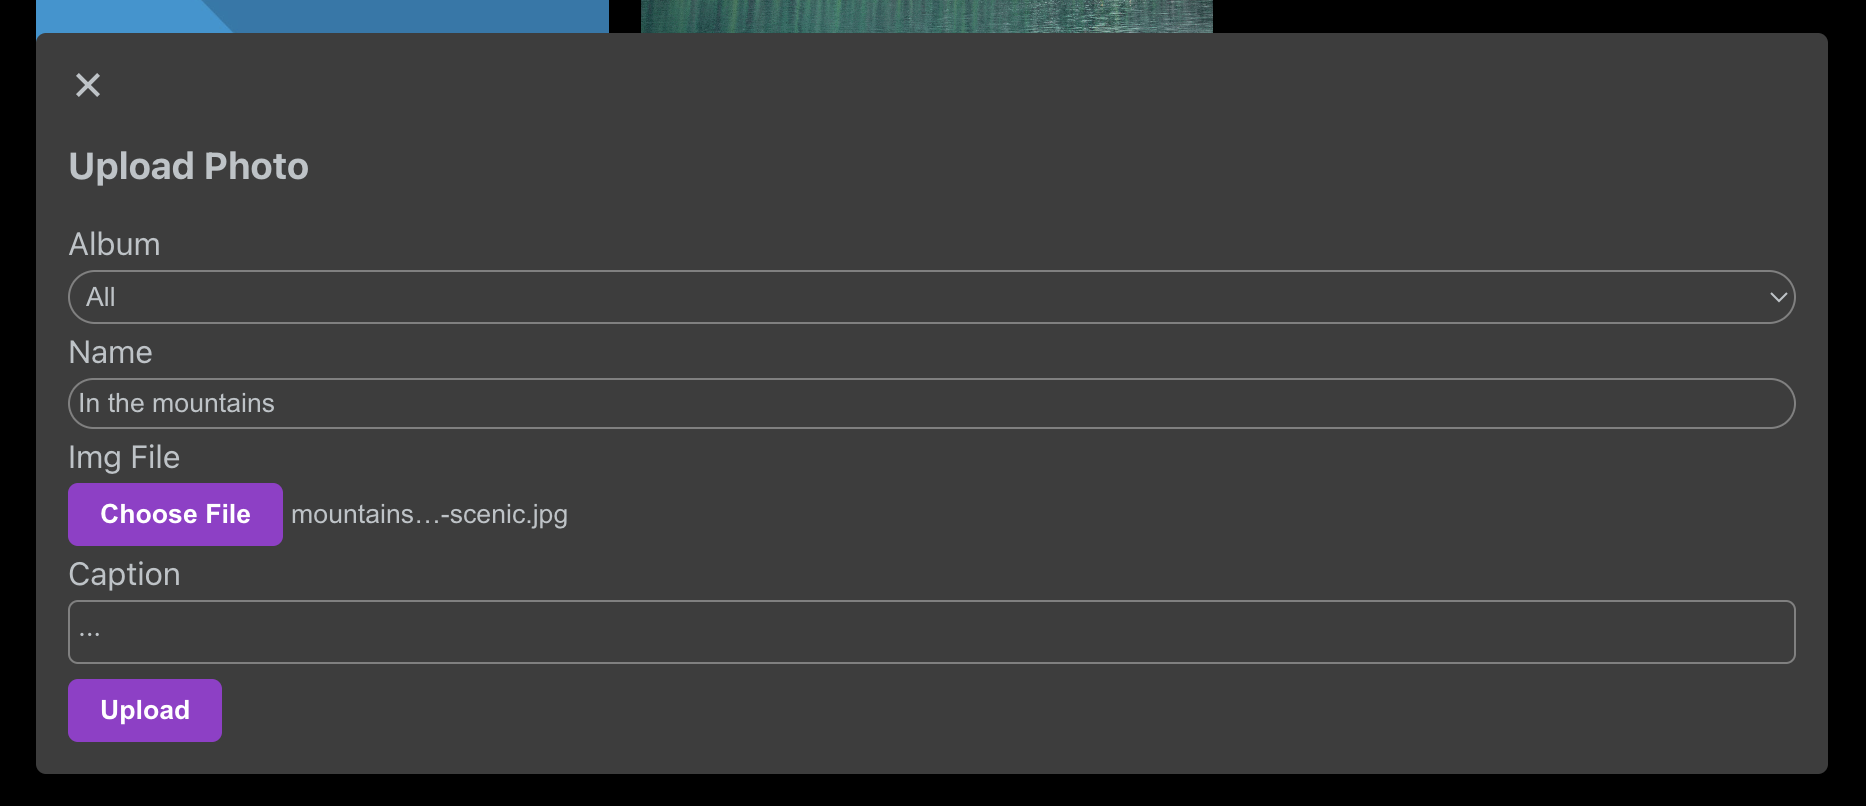 Upload Photo
Album
All
Name
In the mountains
Img File
Choose File mountains…-scenic.jpg
Caption
...
Upload